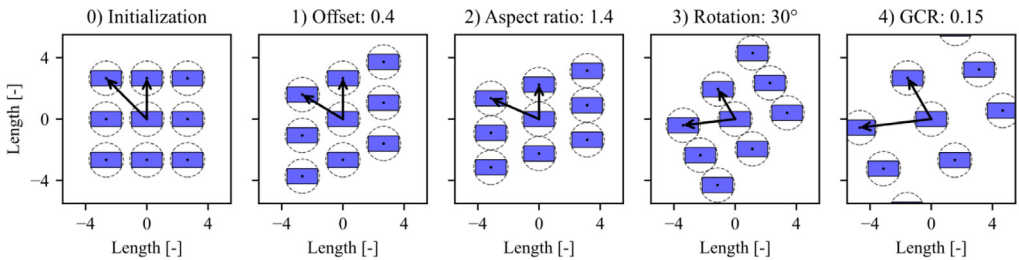 0) Initialization 1) Offset: 0.4 2) Aspect ratio: 1.4 3) Rotation: 30° 4) GCR: 0.15
Length [-]
4
0
−4
−4 0 4 −4 0 4 −4 0 4 −4 0 4 −4 0 4
Length [-] Length [-] Length [-] Length [-] Length [-]